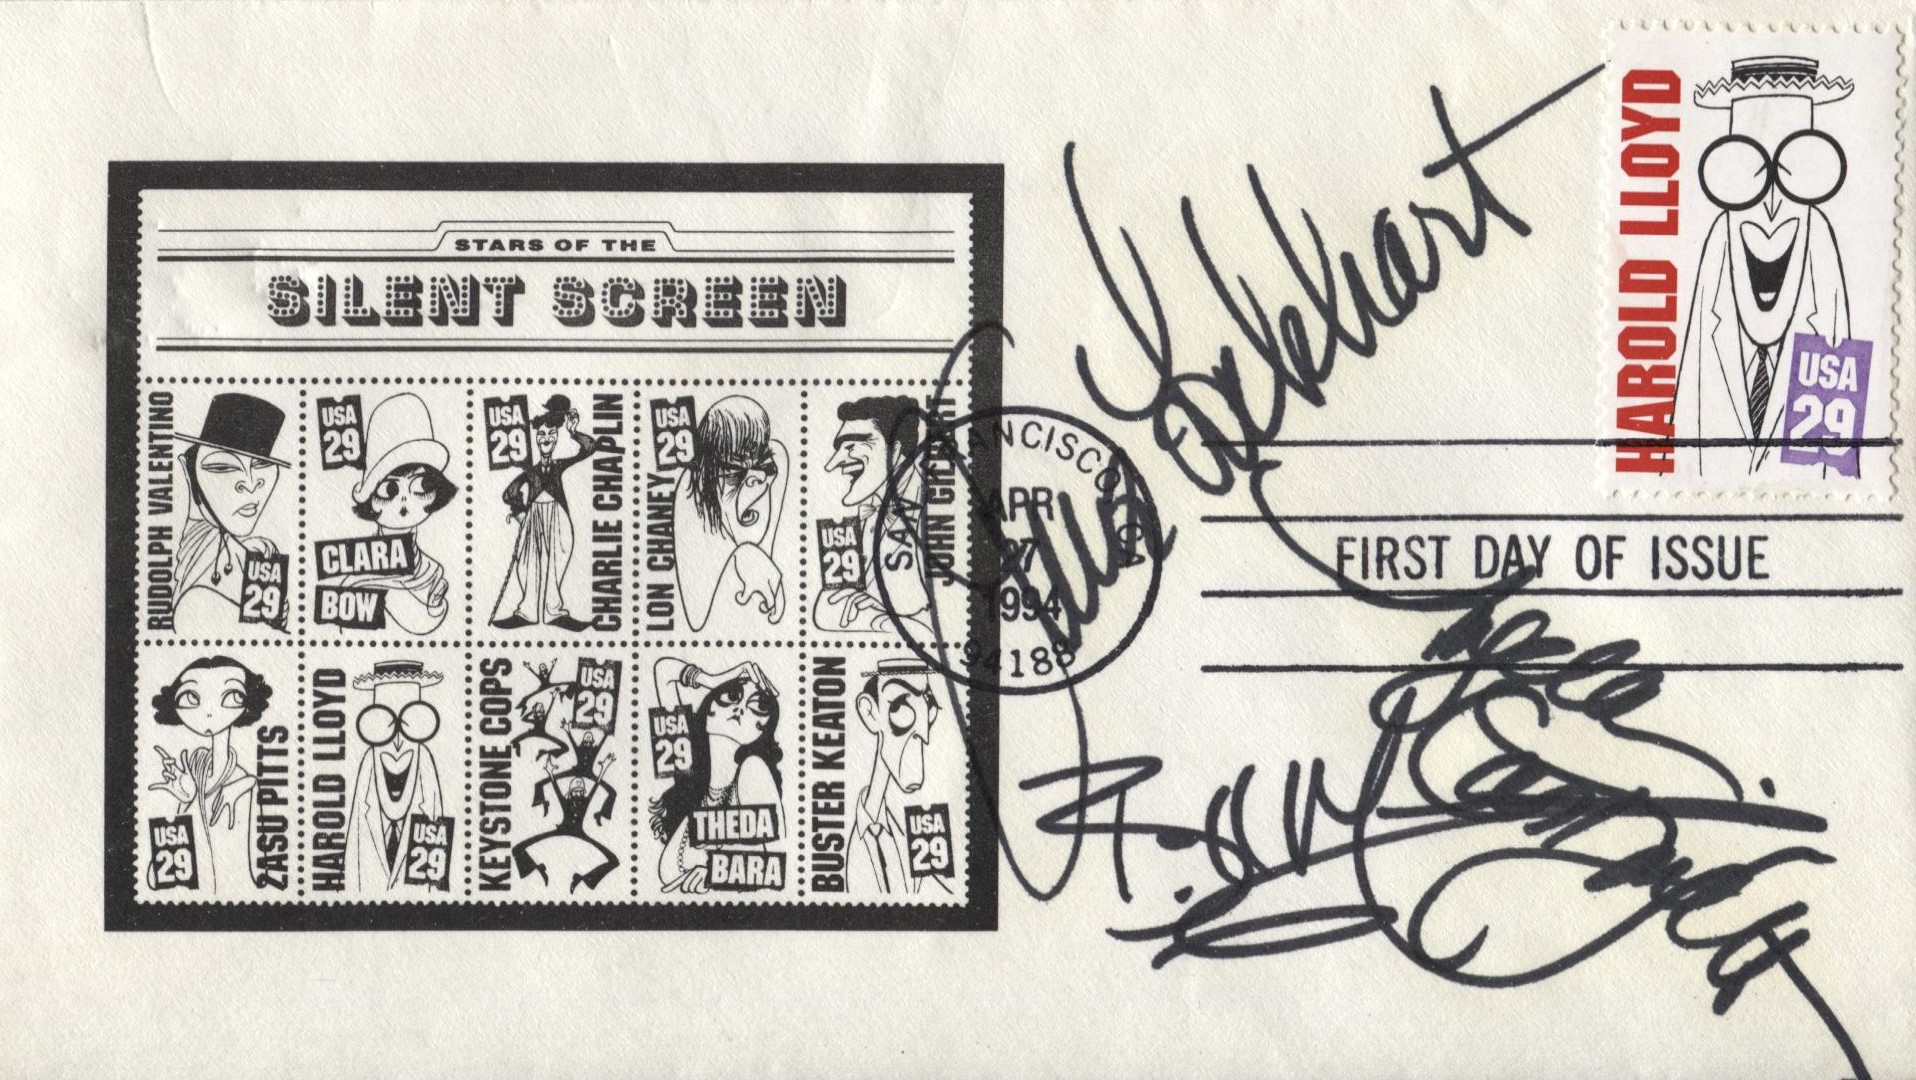 STARS OF THE
SILENT SCREEN
RUDOLPH VALENTINO
USA
29
USA
29
CLARA
BOW
USA
29
CHARLIE CHAPLIN
USA
29
LON CHANEY
USA
29
JOHN GILBERT
USA
29
ZASU PITTS
HAROLD LLOYD
USA
29
KEYSTONE COPS
USA
29
USA
29
THEDA
BARA
BUSTER KEATON
USA
29
SAN FRANCISCO CA
APR
27
1994
94188
Lockhart
HAROLD LLOYD
USA
29
FIRST DAY OF ISSUE